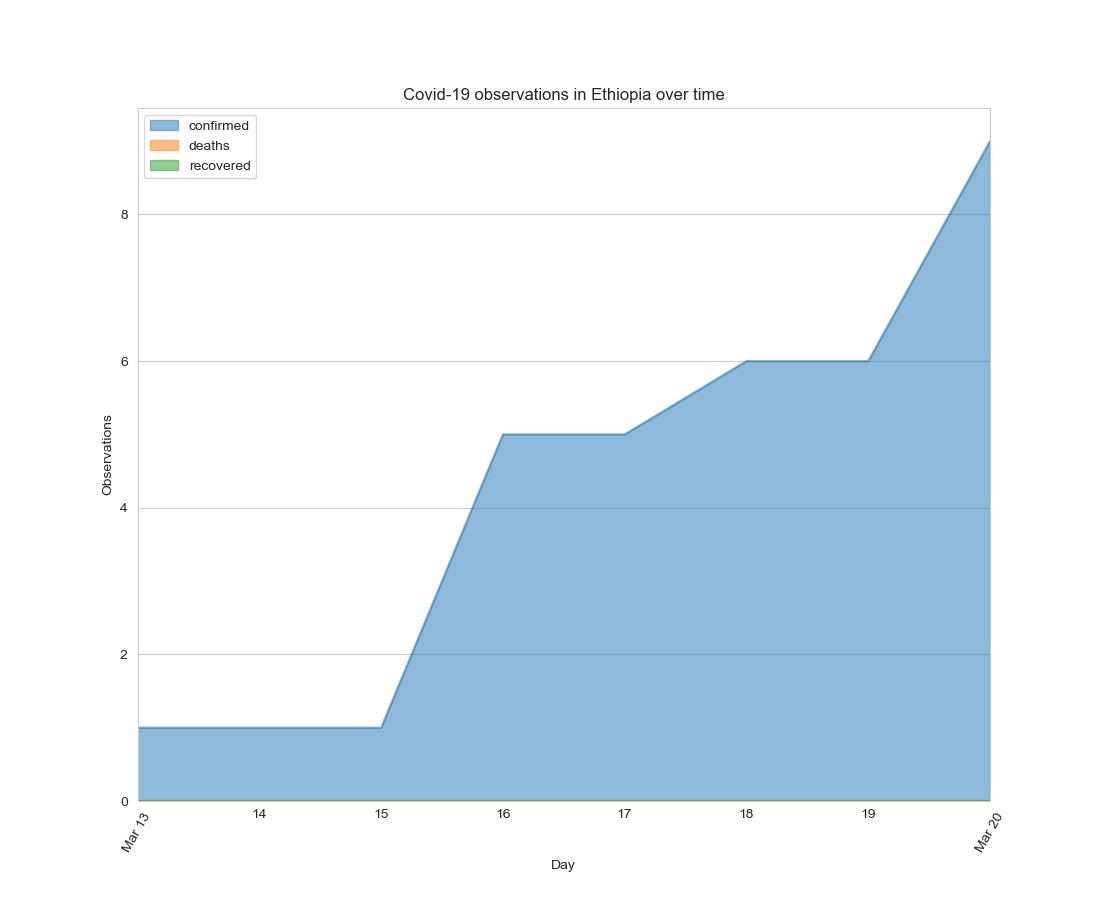 Covid-19 observations in Ethiopia over time
confirmed
deaths
recovered
8
6
4
2
0
Observations
Mar 13
14
15
16
17
18
19
Mar 20
Day